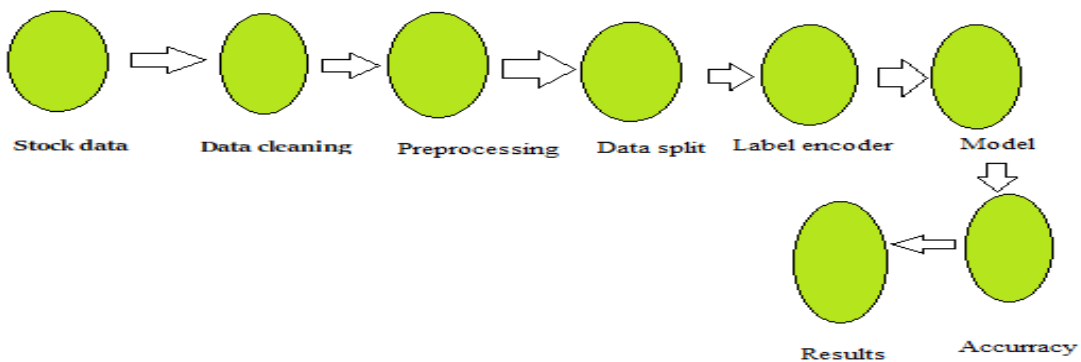 Stock data
Data cleaning
Preprocessing
Data split
Label encoder
Model
Accurracy
Results